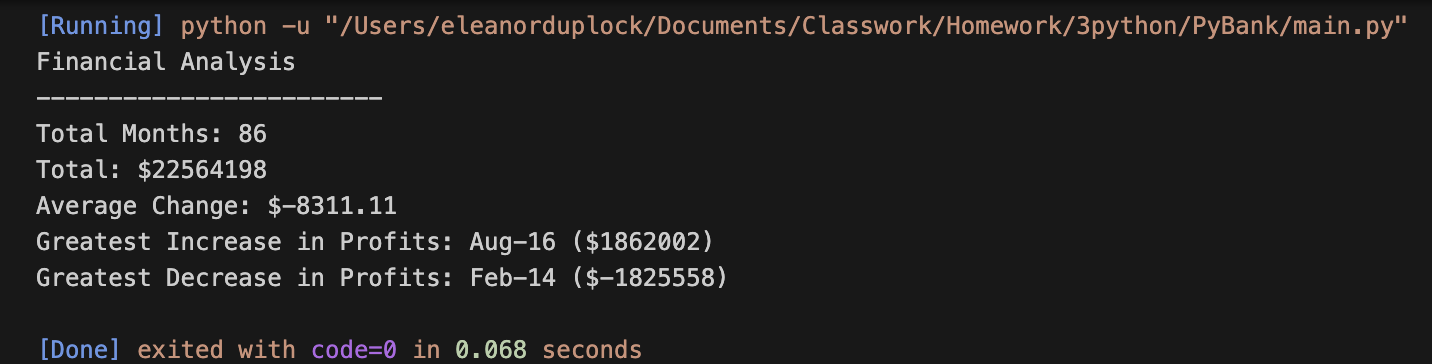 [Running] python -u "/Users/eleanorduplock/Documents/Classwork/Homework/3python/PyBank/main.py"
Financial Analysis
------------------------
Total Months: 86
Total: $22564198
Average Change: $-8311.11
Greatest Increase in Profits: Aug-16 ($1862002)
Greatest Decrease in Profits: Feb-14 ($-1825558)
[Done] exited with code=0 in 0.068 seconds